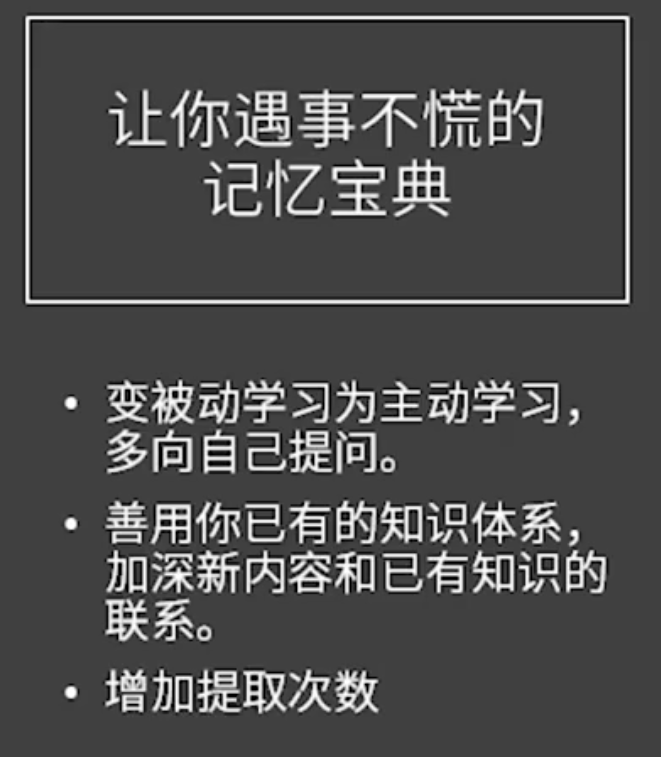 让你遇事不慌的
记忆宝典
• 变被动学习为主动学习，
多向自己提问。
• 善用你已有的知识体系，
加深新内容和已有知识的
联系。
• 增加提取次数